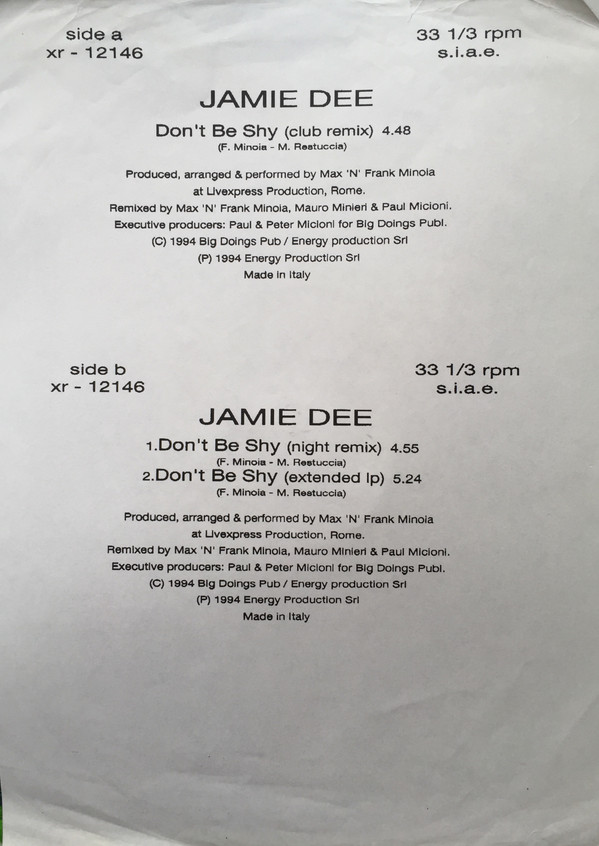 side a 33 1/3 rpm
xr - 12146 s.i.a.e.
JAMIE DEE
Don't Be Shy (club remix) 4.48
(F. Minoia - M. Restuccia)
Produced, arranged & performed by Max 'N' Frank Minoia
at Livexpress Production, Rome.
Remixed by Max 'N' Frank Minoia, Mauro Minieri & Paul Micioni.
Executive producers: Paul & Peter Micioni for Big Doings Publ.
(C) 1994 Big Doings Pub / Energy production Srl
(P) 1994 Energy Production Srl
Made in Italy
side b 33 1/3 rpm
xr - 12146 s.i.a.e.
JAMIE DEE
1.Don't Be Shy (night remix) 4.55
(F. Minoia - M. Restuccia)
2.Don't Be Shy (extended lp) 5.24
(F. Minoia - M. Restuccia)
Produced, arranged & performed by Max 'N' Frank Minoia
at Livexpress Production, Rome.
Remixed by Max 'N' Frank Minoia, Mauro Minieri & Paul Micioni.
Executive producers: Paul & Peter Micioni for Big Doings Publ.
(C) 1994 Big Doings Pub / Energy production Srl
(P) 1994 Energy Production Srl
Made in Italy